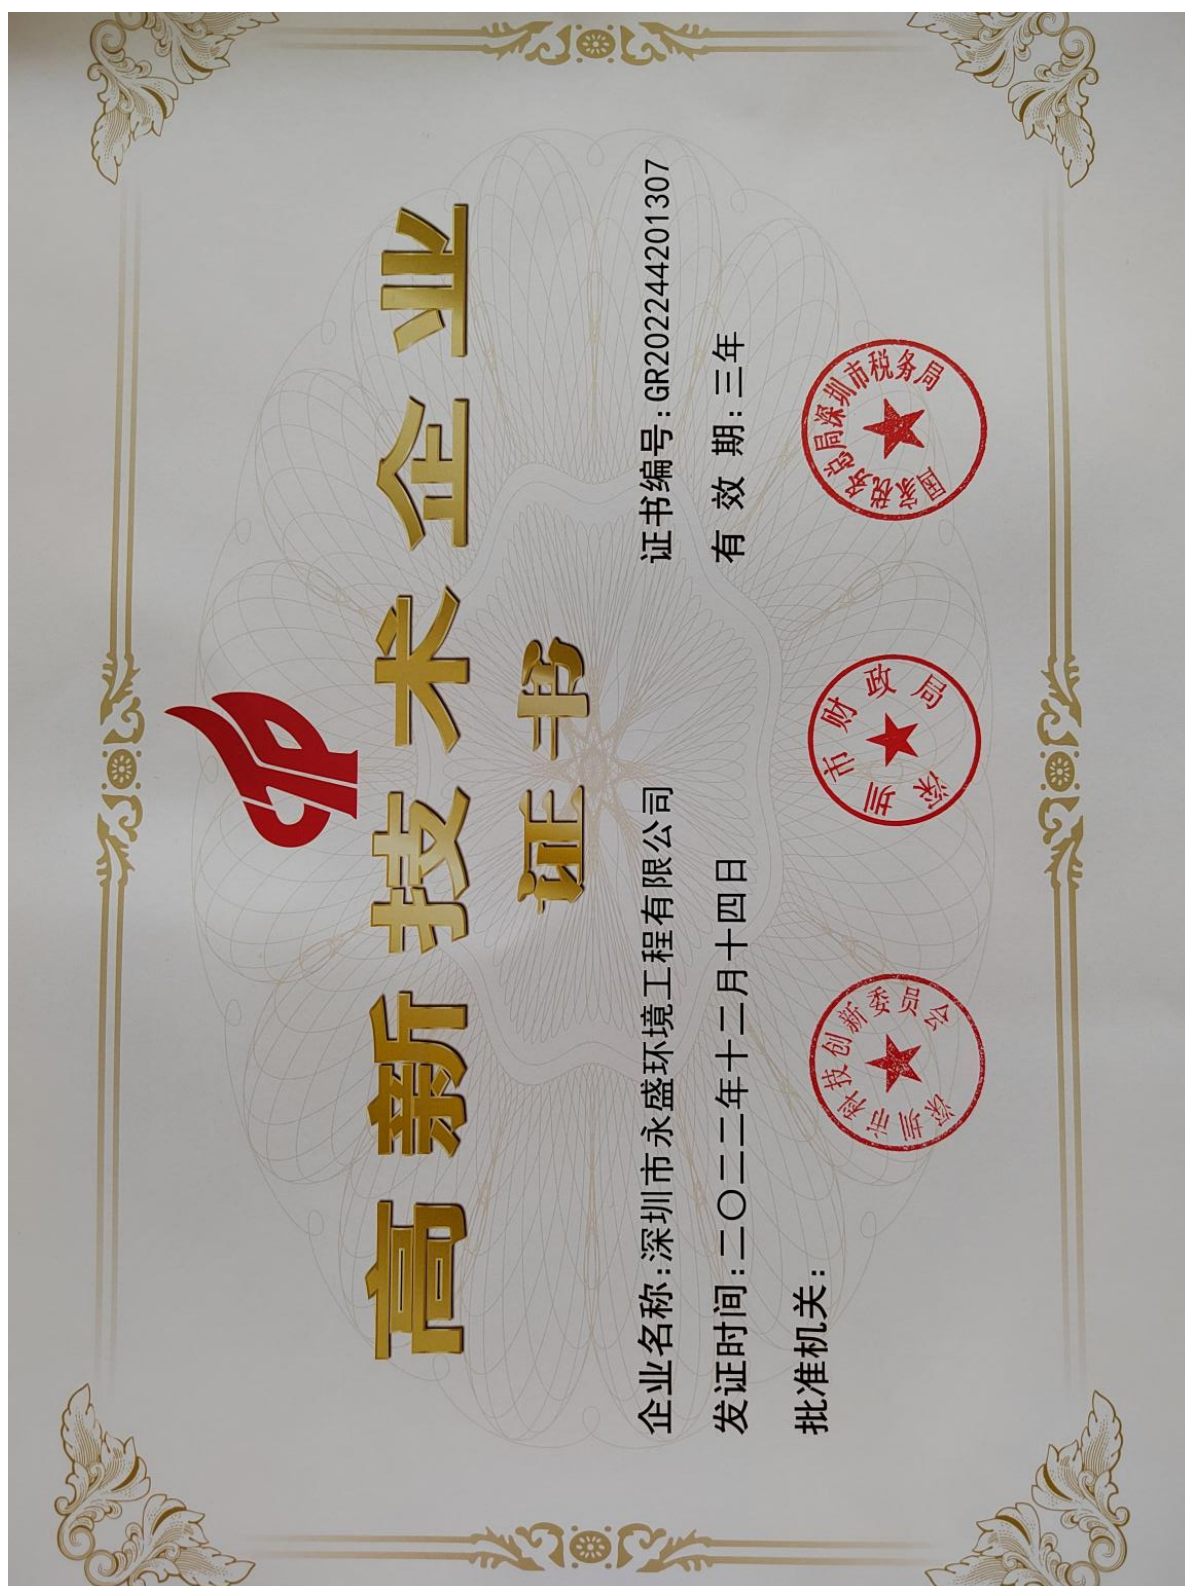 高新技术企业
证书
企业名称:深圳市永盛环境工程有限公司
证书编号:GR202244201307
发证时间:二〇二二年十二月十四日
有效期:三年
批准机关:
深圳市科技创新委员会
深圳市财政局
国家税务总局深圳市税务局